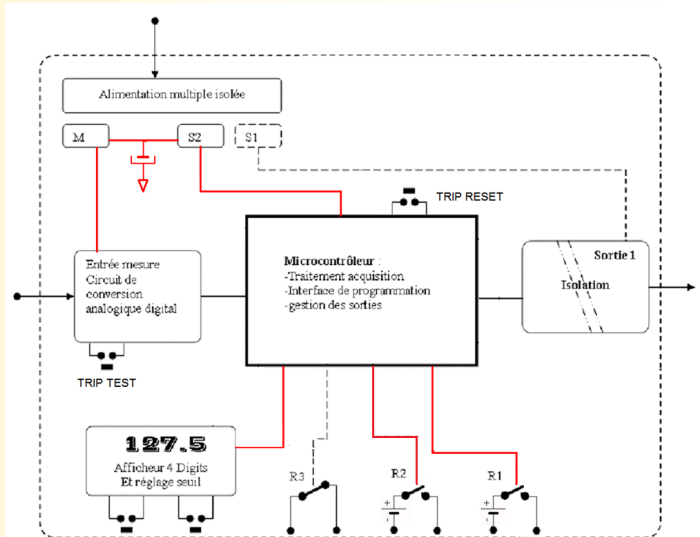 Alimentation multiple isolée
M
S2
S1
TRIP RESET
Entrée mesure
Circuit de
conversion
analogique digital
Microcontrôleur :
-Traitement acquisition
-Interface de programmation
-gestion des sorties
Sortie 1
Isolation
TRIP TEST
127.5
Afficheur 4 Digits
Et réglage seuil
R3
R2
R1
+
+